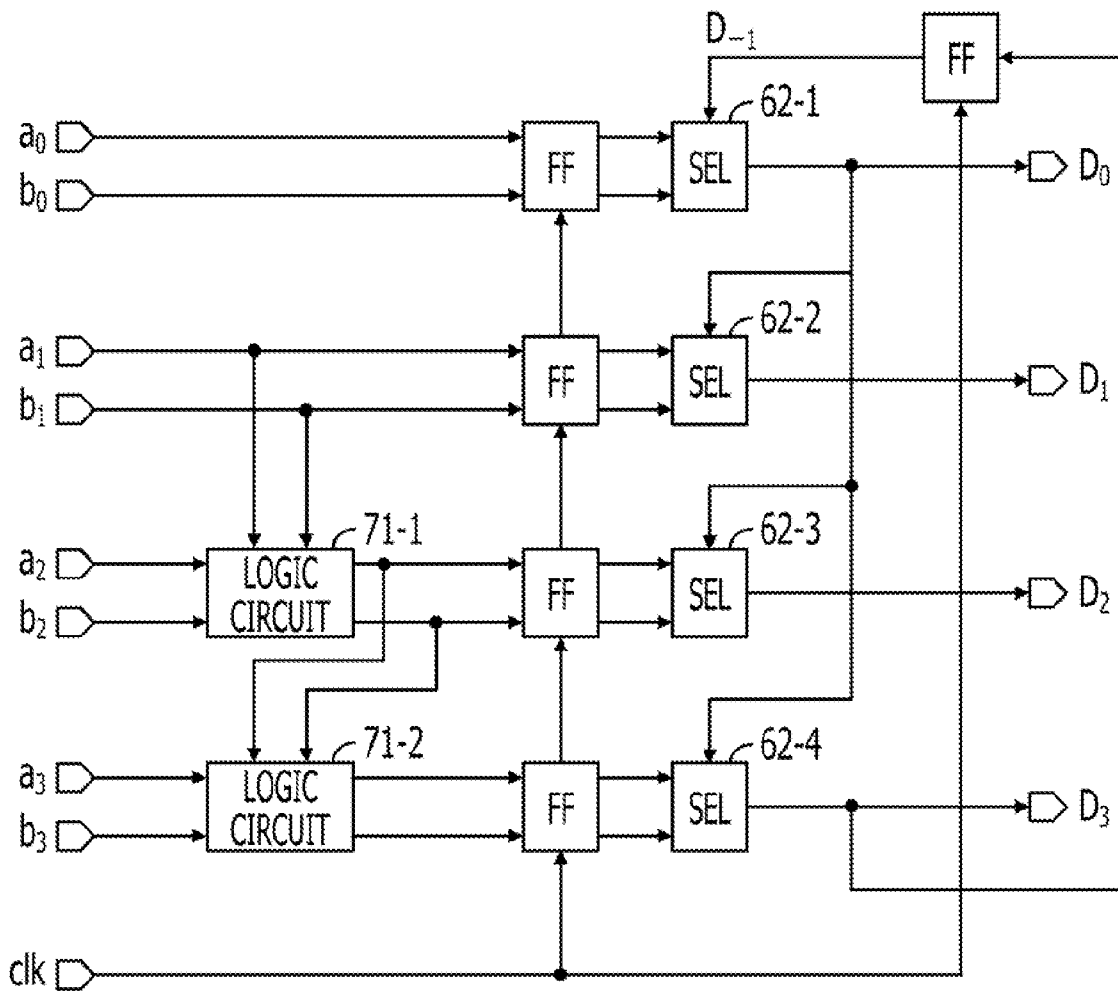 D₋₁
FF
62-1
a₀
b₀
FF
SEL
D₀
62-2
a₁
b₁
FF
SEL
D₁
71-1
62-3
a₂
b₂
LOGIC
CIRCUIT
FF
SEL
D₂
71-2
62-4
a₃
b₃
LOGIC
CIRCUIT
FF
SEL
D₃
clk